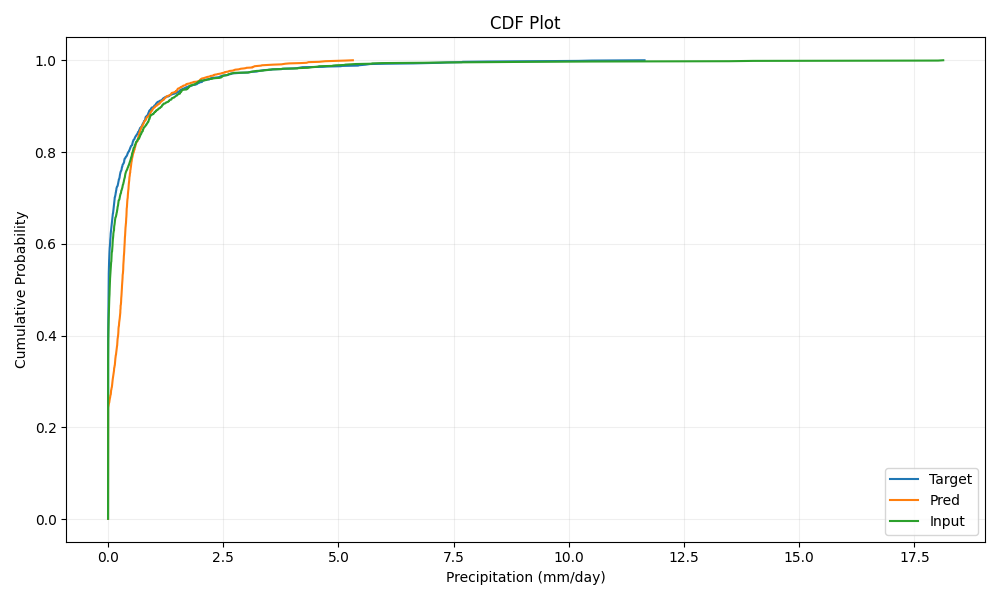 CDF Plot
1.0
0.8
0.6
0.4
0.2
0.0
Cumulative Probability
0.0 2.5 5.0 7.5 10.0 12.5 15.0 17.5
Precipitation (mm/day)
Target
Pred
Input